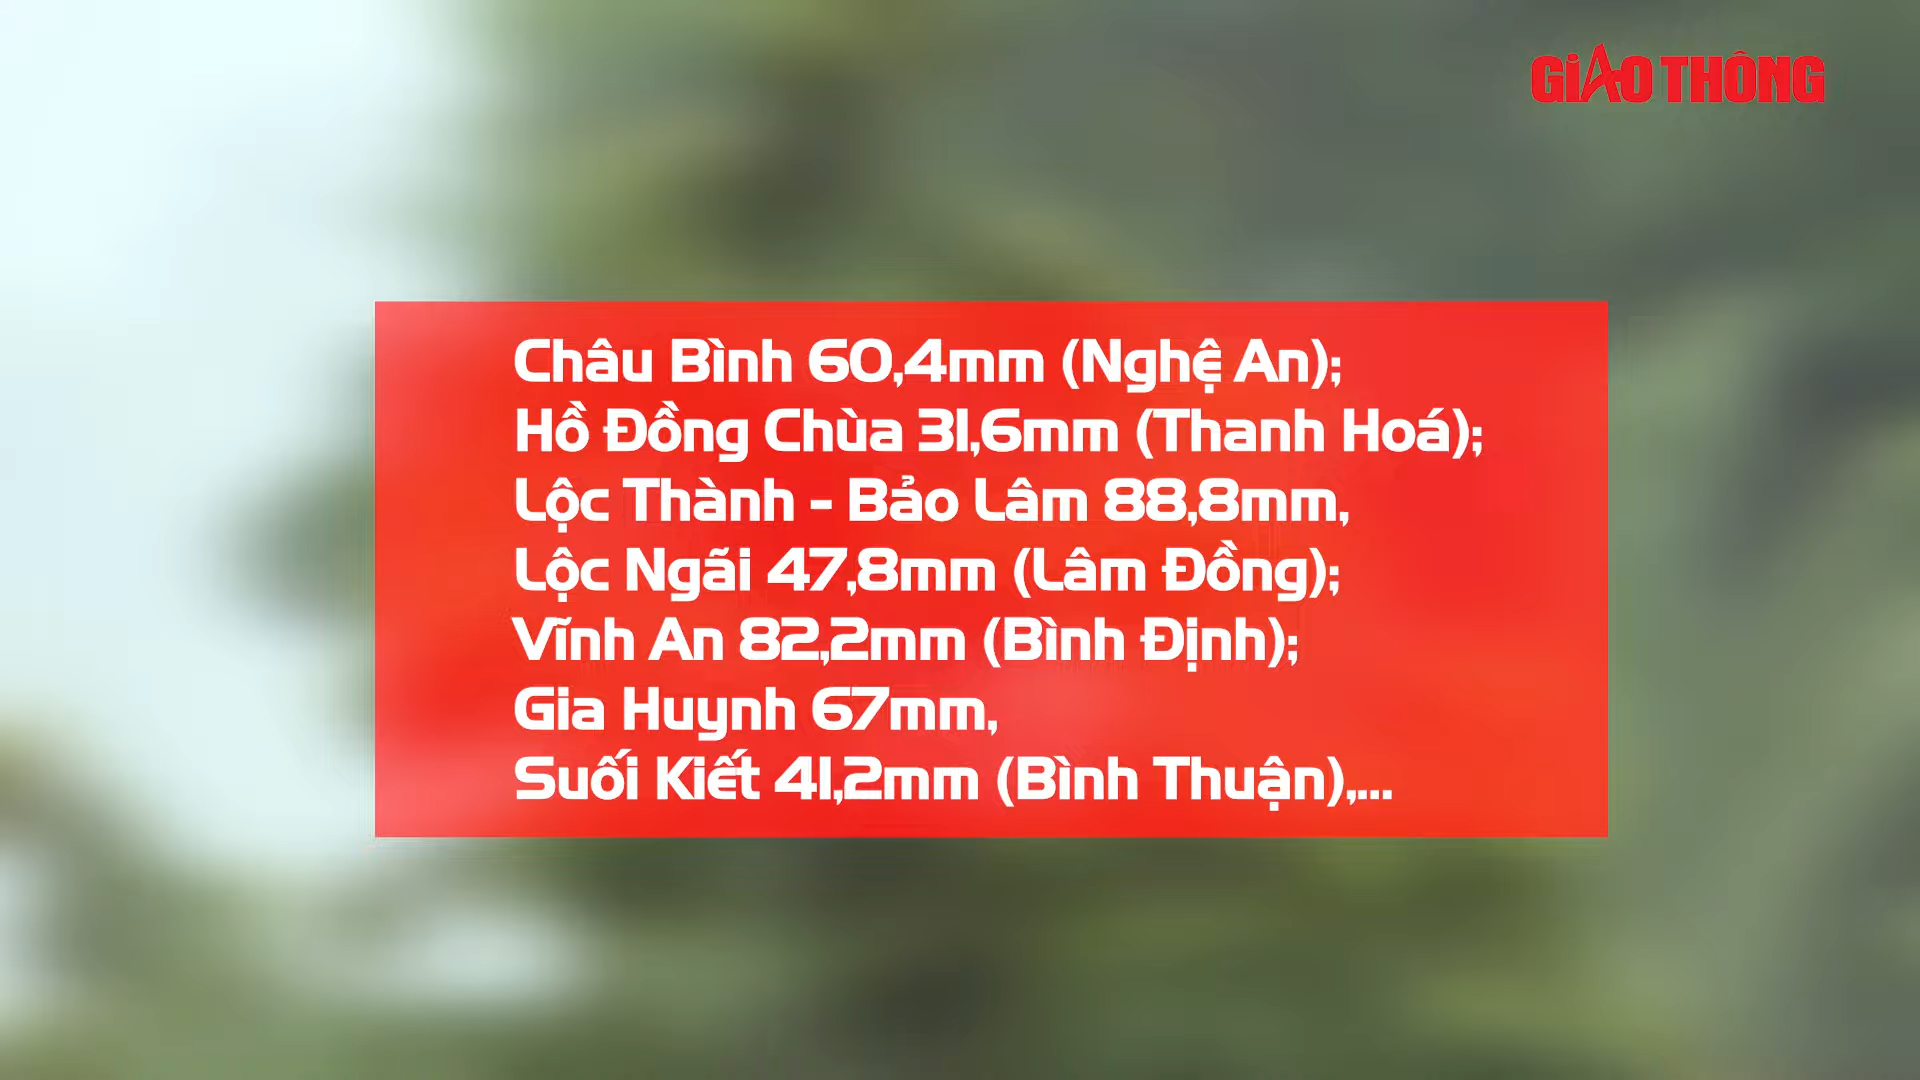 GiAO THÔNG
Châu Bình 60,4mm (Nghệ An);
Hồ Đồng Chùa 31,6mm (Thanh Hoá);
Lộc Thành - Bảo Lâm 88,8mm,
Lộc Ngãi 47,8mm (Lâm Đồng);
Vĩnh An 82,2mm (Bình Định);
Gia Huynh 67mm,
Suối Kiết 41,2mm (Bình Thuận),...